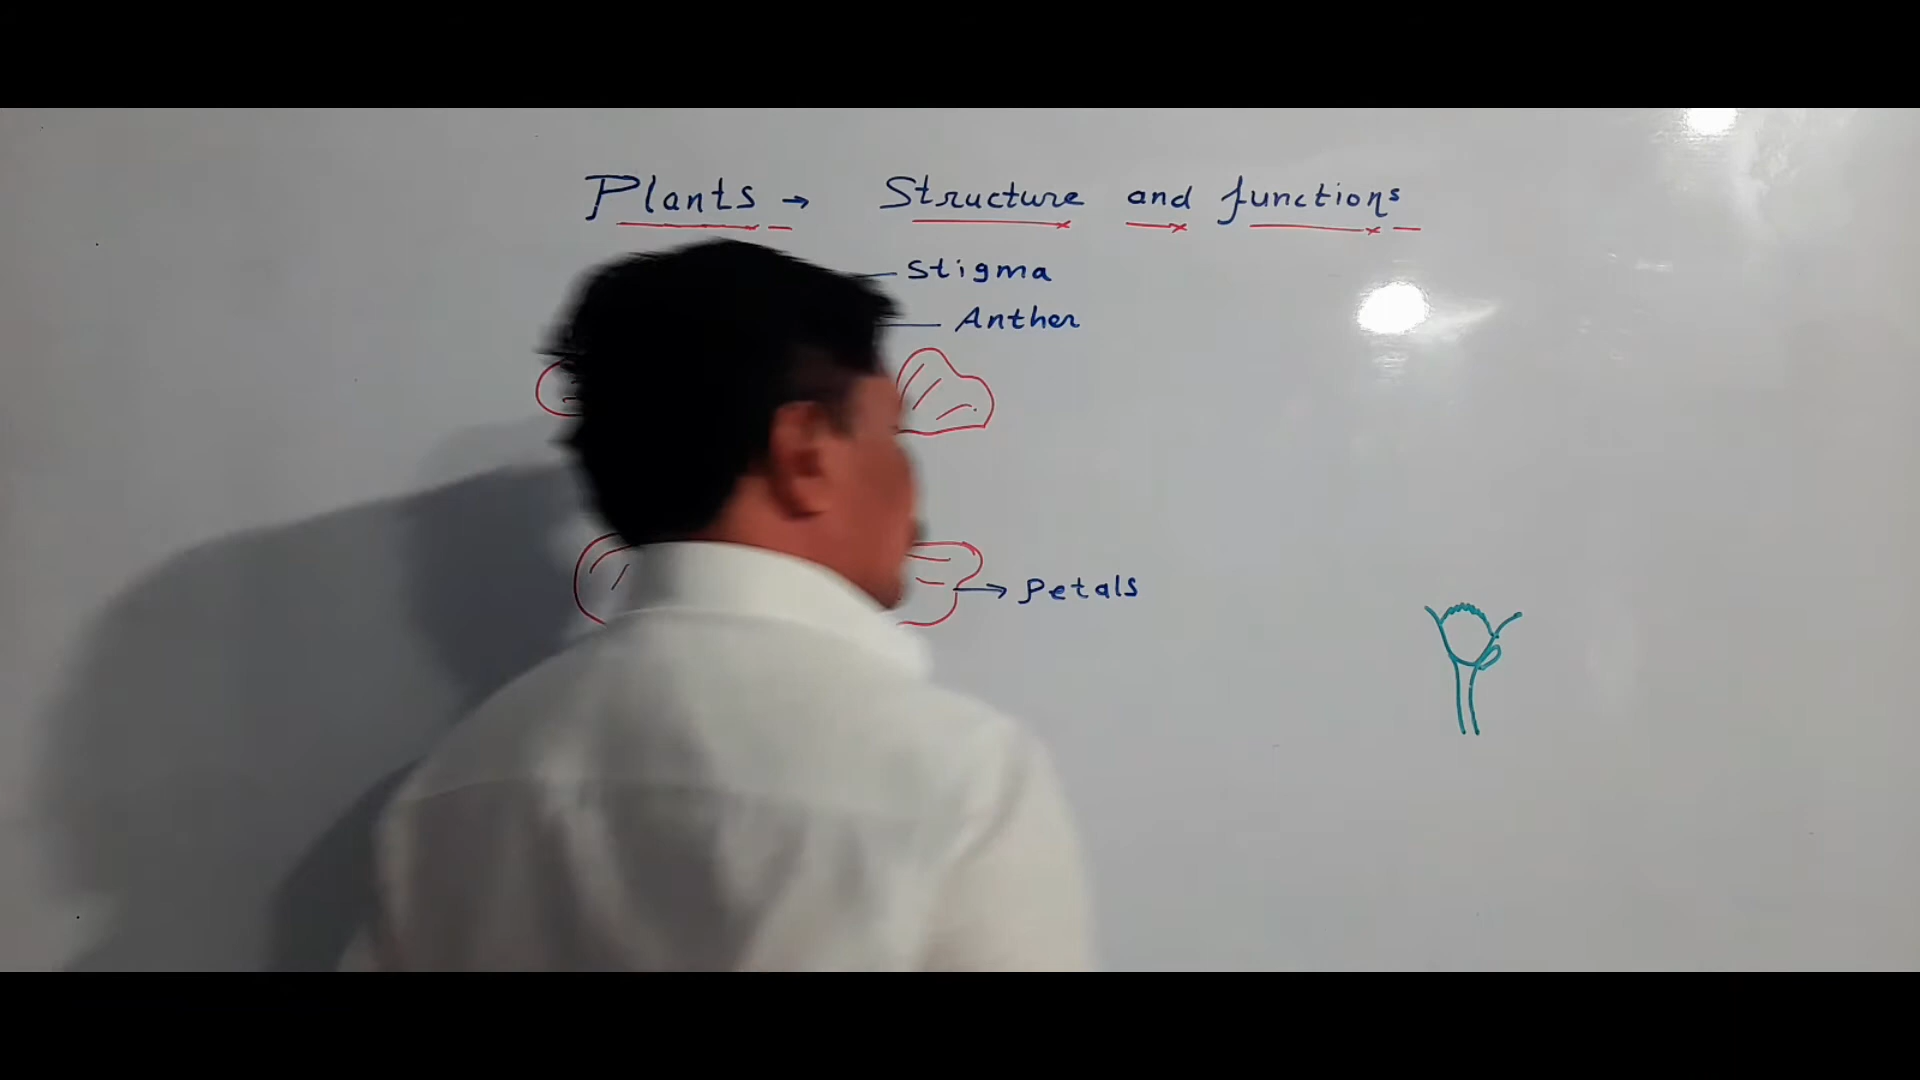 Plants → Structure and functions
Stigma
Anther
Petals